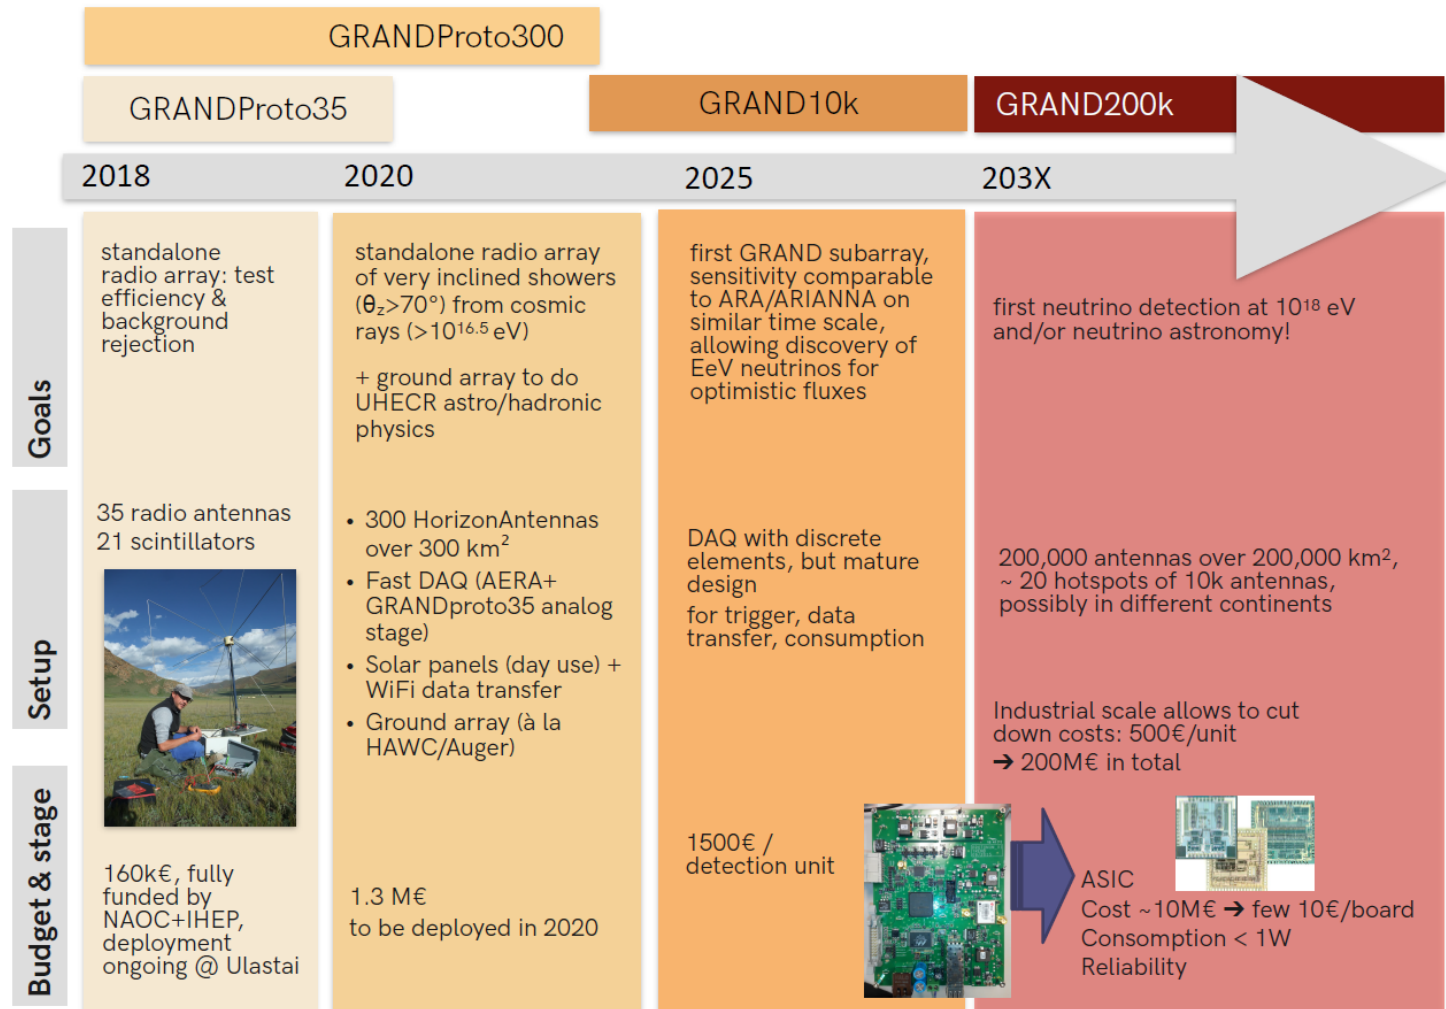 GRANDProto300
GRANDProto35
GRAND10k
GRAND200k
2018
2020
2025
203X
Goals
standalone
radio array: test
efficiency &
background
rejection
standalone radio array
of very inclined showers
(θz>70°) from cosmic
rays (>10^16.5 eV)
+ ground array to do
UHECR astro/hadronic
physics
first GRAND subarray,
sensitivity comparable
to ARA/ARIANNA on
similar time scale,
allowing discovery of
EeV neutrinos for
optimistic fluxes
first neutrino detection at 10^18 eV
and/or neutrino astronomy!
Setup
35 radio antennas
21 scintillators
• 300 HorizonAntennas
over 300 km²
• Fast DAQ (AERA+
GRANDproto35 analog
stage)
• Solar panels (day use) +
WiFi data transfer
• Ground array (à la
HAWC/Auger)
DAQ with discrete
elements, but mature
design
for trigger, data
transfer, consumption
200,000 antennas over 200,000 km²,
~ 20 hotspots of 10k antennas,
possibly in different continents
Industrial scale allows to cut
down costs: 500€/unit
➔ 200M€ in total
Budget & stage
160k€, fully
funded by
NAOC+IHEP,
deployment
ongoing @ Ulastai
1.3 M€
to be deployed in 2020
1500€ /
detection unit
ASIC
Cost ~10M€ ➔ few 10€/board
Consomption < 1W
Reliability